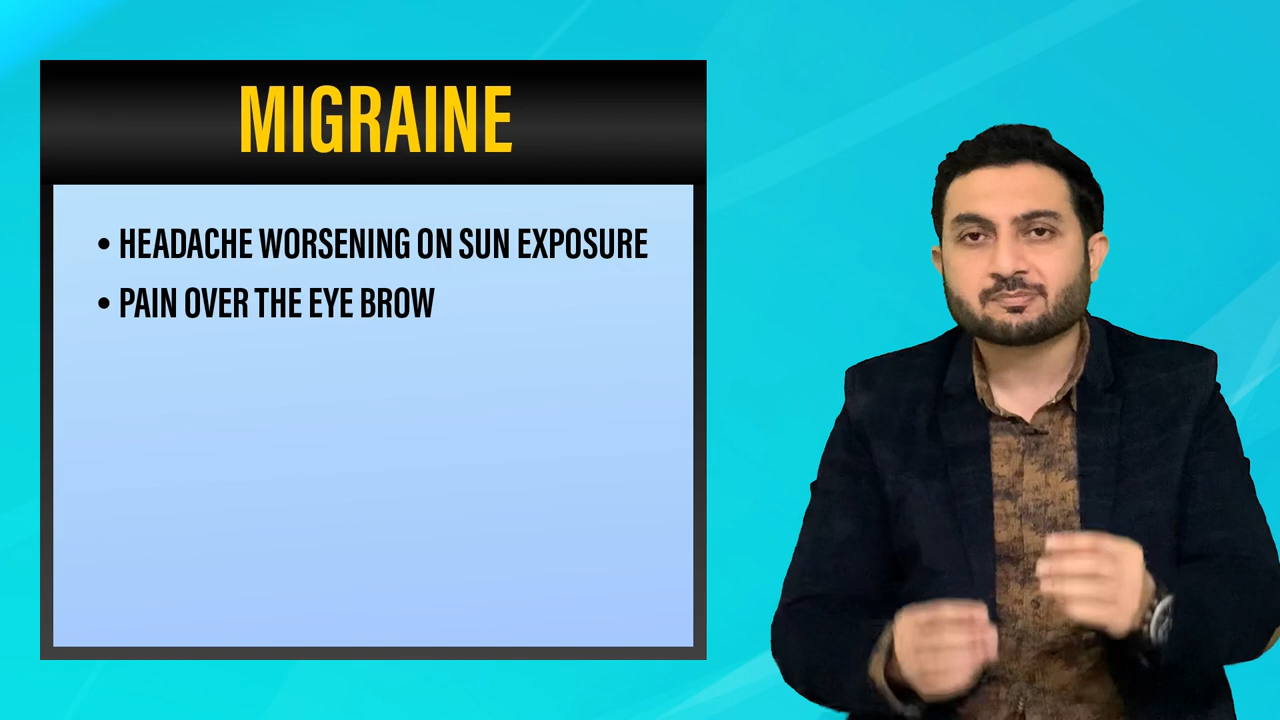 MIGRAINE
• HEADACHE WORSENING ON SUN EXPOSURE
• PAIN OVER THE EYE BROW